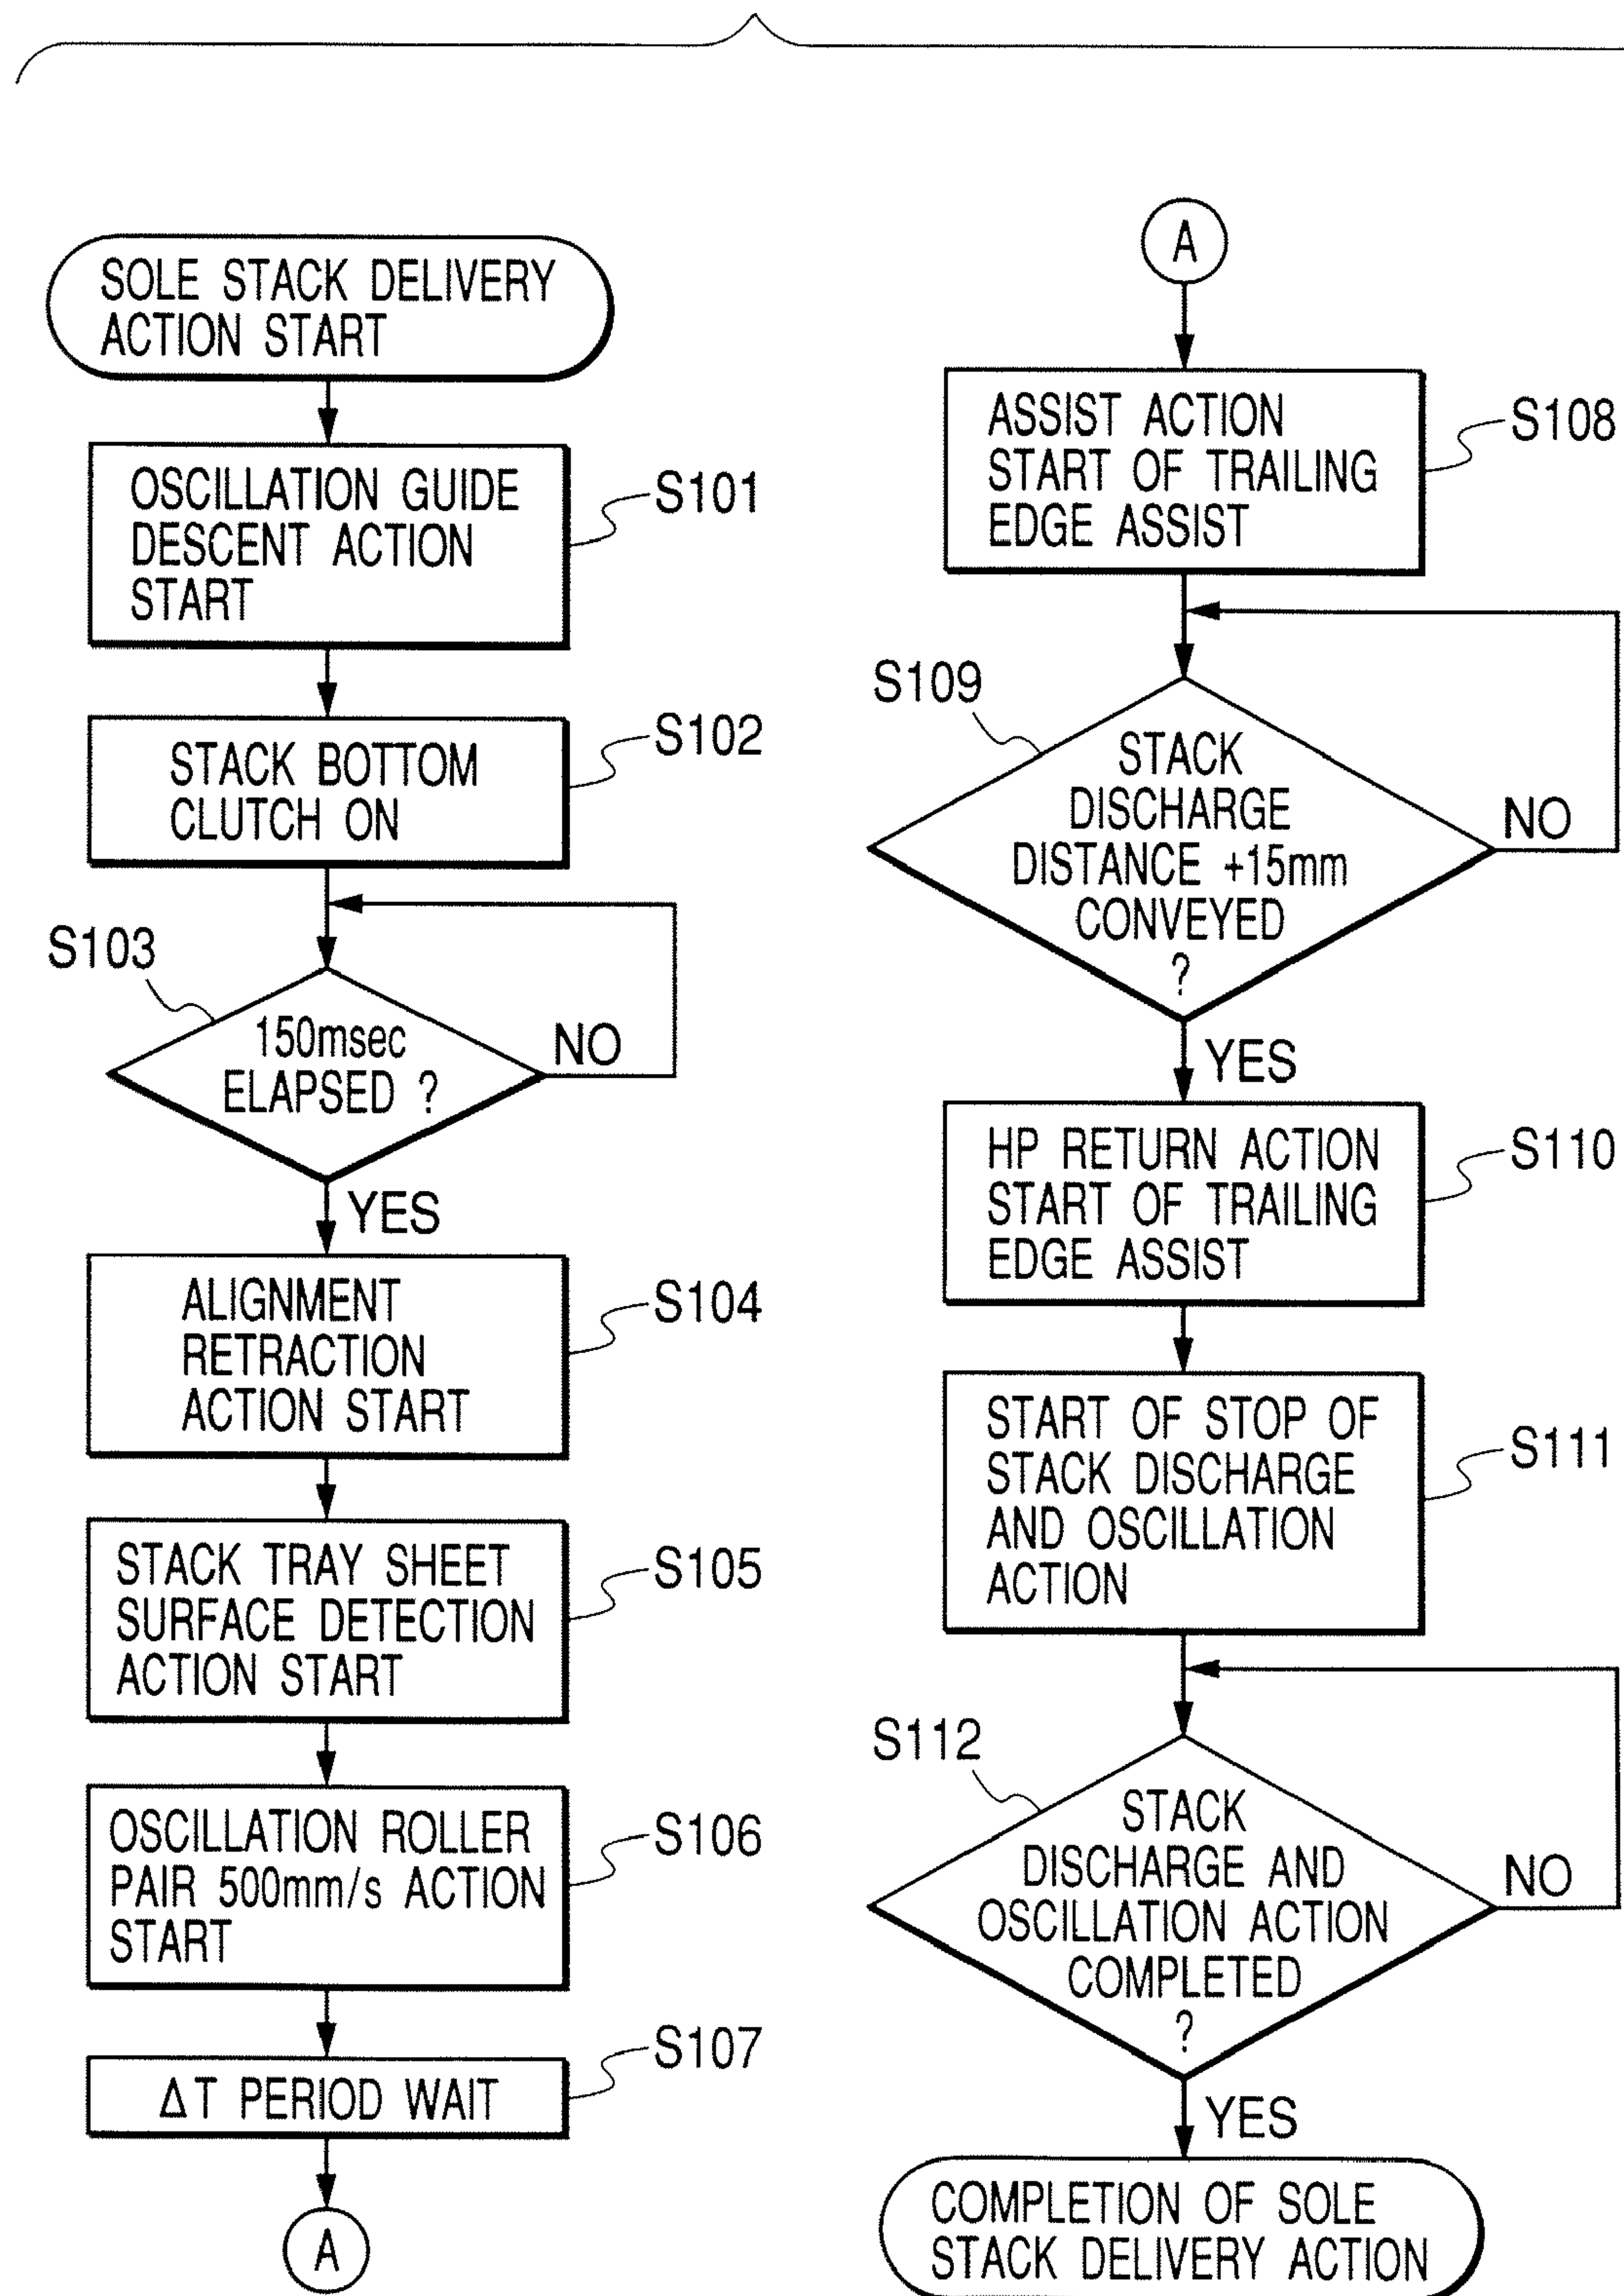 SOLE STACK DELIVERY
ACTION START
OSCILLATION GUIDE
DESCENT ACTION
START
S101
STACK BOTTOM
CLUTCH ON
S102
S103
150msec
ELAPSED ?
NO
YES
ALIGNMENT
RETRACTION
ACTION START
S104
STACK TRAY SHEET
SURFACE DETECTION
ACTION START
S105
OSCILLATION ROLLER
PAIR 500mm/s ACTION
START
S106
ΔT PERIOD WAIT
S107
A
A
ASSIST ACTION
START OF TRAILING
EDGE ASSIST
S108
S109
STACK
DISCHARGE
DISTANCE +15mm
CONVEYED
?
NO
YES
HP RETURN ACTION
START OF TRAILING
EDGE ASSIST
S110
START OF STOP OF
STACK DISCHARGE
AND OSCILLATION
ACTION
S111
S112
STACK
DISCHARGE AND
OSCILLATION ACTION
COMPLETED
?
NO
YES
COMPLETION OF SOLE
STACK DELIVERY ACTION